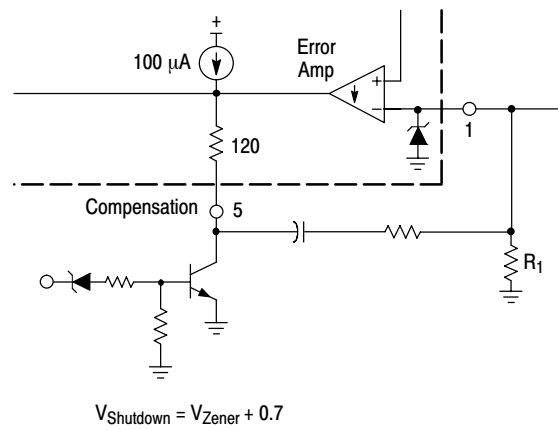 +
100 µA
Error
Amp
+
−
1
120
Compensation
5
R1
VShutdown = VZener + 0.7